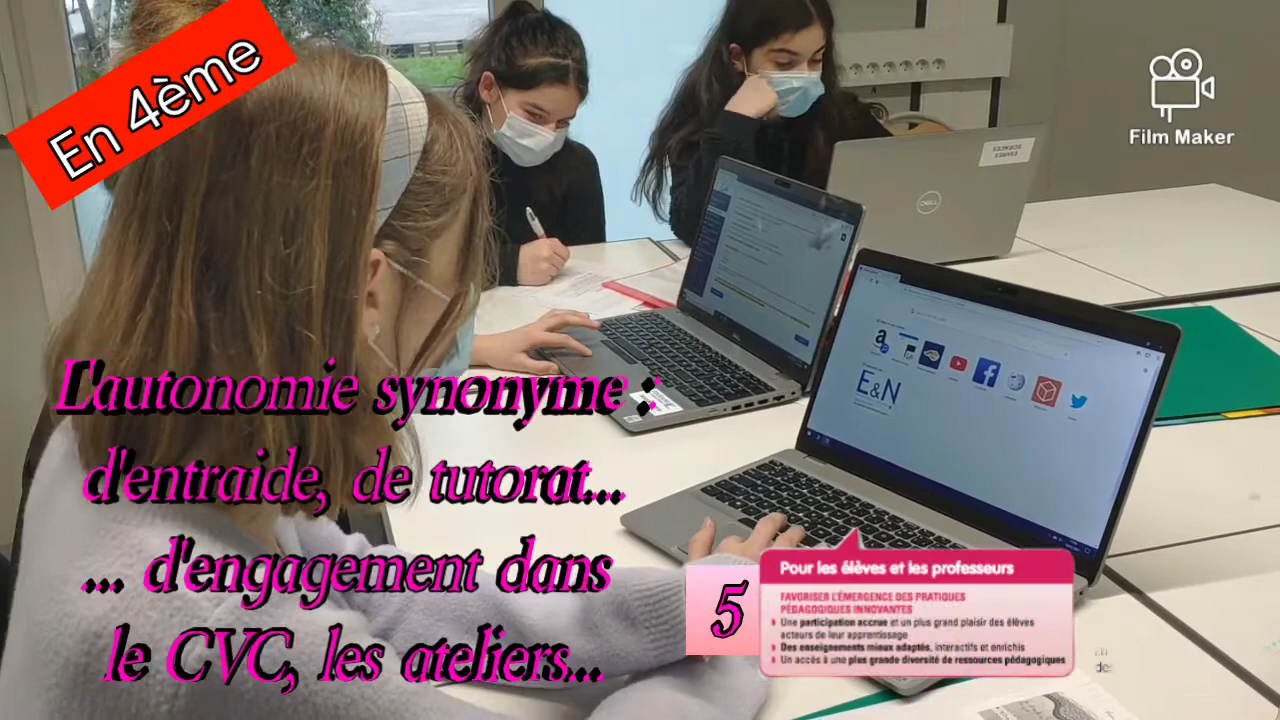 En 4ème
Film Maker
DELL
E&N
L'autonomie synonyme :
d'entraide, de tutorat...
... d'engagement dans
le CVC, les ateliers...
5
Pour les élèves et les professeurs
FAVORISER L'ÉMERGENCE DES PRATIQUES
PÉDAGOGIQUES INNOVANTES
Une participation accrue et un plus grand plaisir des élèves
acteurs de leur apprentissage
Des enseignements mieux adaptés, interactifs et enrichis
Un accès à une plus grande diversité de ressources pédagogiques